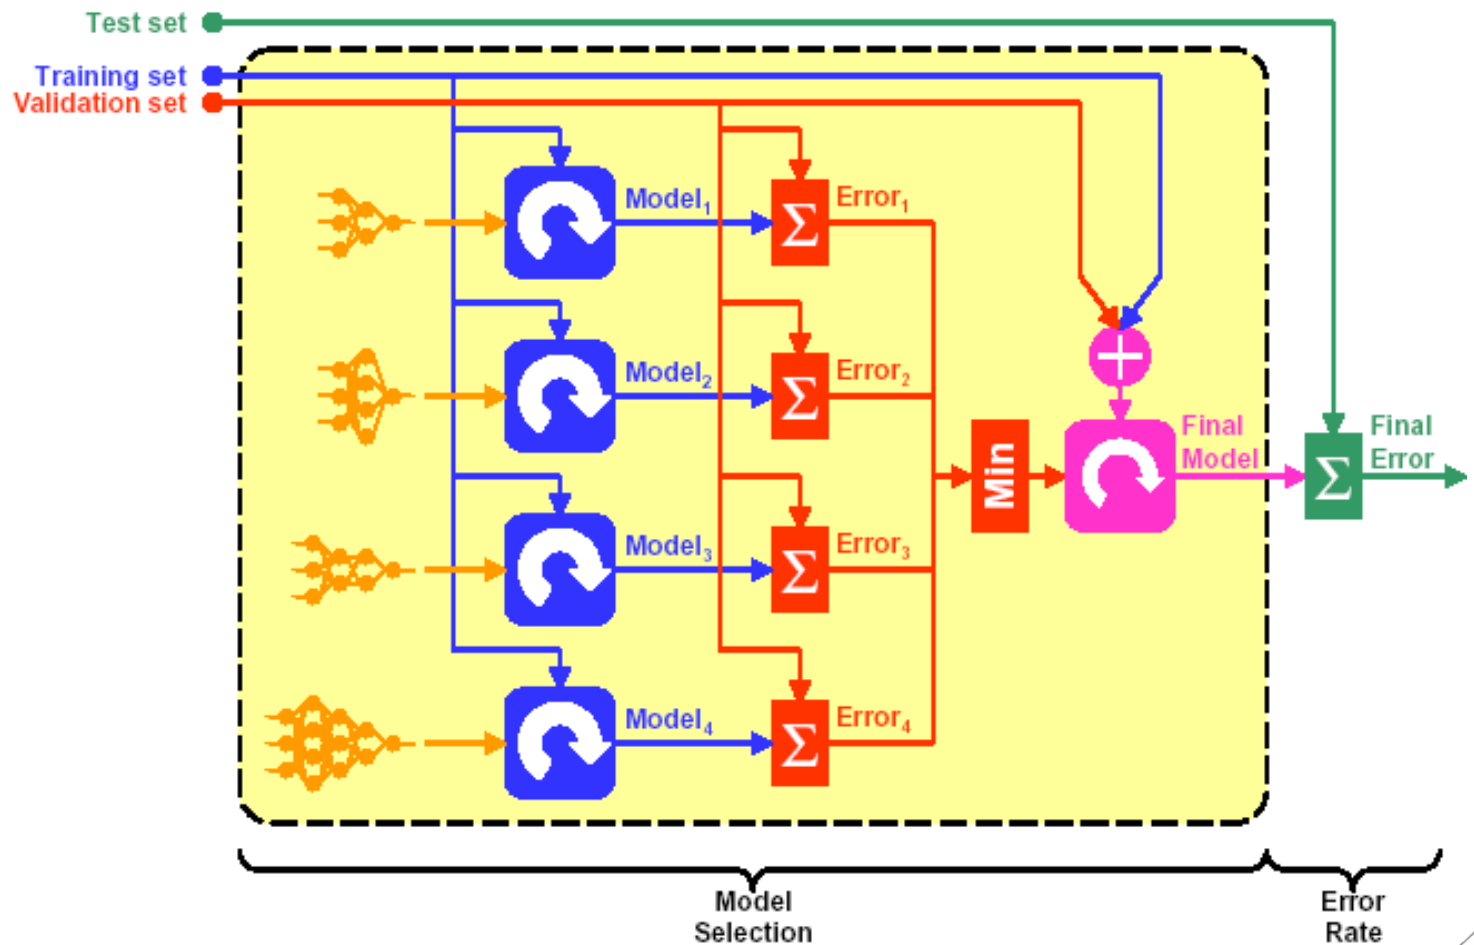 Test set
Training set
Validation set
Model1
Error1
Σ
Model2
Error2
Σ
Model3
Error3
Σ
Model4
Error4
Σ
Min
Final
Model
Σ
Final
Error
Model
Selection
Error
Rate